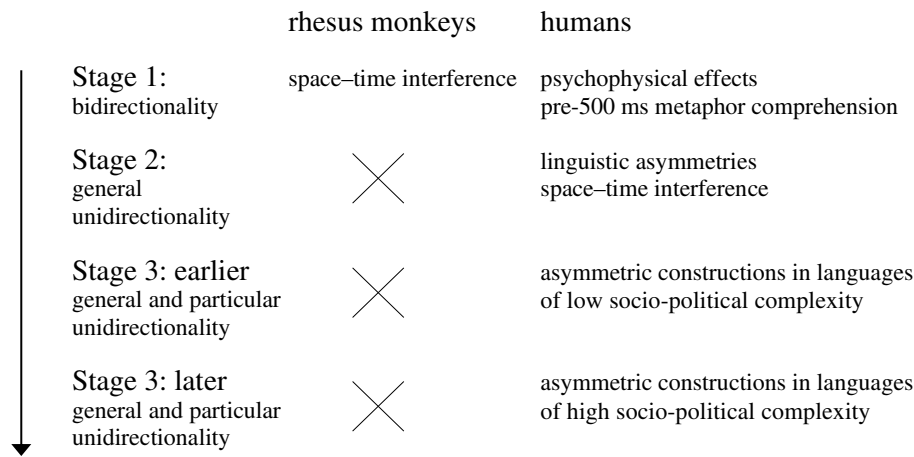 rhesus monkeys humans
Stage 1: space–time interference psychophysical effects
bidirectionality pre-500 ms metaphor comprehension
Stage 2: linguistic asymmetries
general space–time interference
unidirectionality
Stage 3: earlier asymmetric constructions in languages
general and particular of low socio-political complexity
unidirectionality
Stage 3: later asymmetric constructions in languages
general and particular of high socio-political complexity
unidirectionality